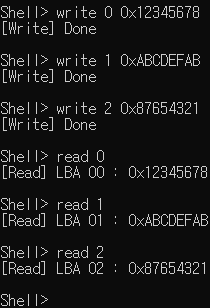 Shell> write 0 0x12345678
[Write] Done
Shell> write 1 0xABCDEFAB
[Write] Done
Shell> write 2 0x87654321
[Write] Done
Shell> read 0
[Read] LBA 00 : 0x12345678
Shell> read 1
[Read] LBA 01 : 0xABCDEFAB
Shell> read 2
[Read] LBA 02 : 0x87654321
Shell>